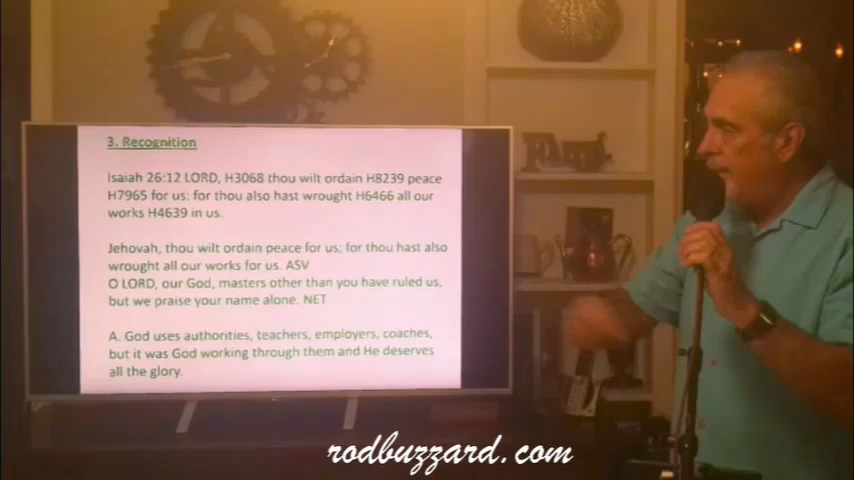 3. Recognition
Isaiah 26:12 LORD, H3068 thou wilt ordain H8239 peace
H7965 for us: for thou also hast wrought H6466 all our
works H4639 in us.
Jehovah, thou wilt ordain peace for us; for thou hast also
wrought all our works for us. ASV
O LORD, our God, masters other than you have ruled us,
but we praise your name alone. NET
A. God uses authorities, teachers, employers, coaches,
but it was God working through them and He deserves
all the glory.
Play!
rodbuzzard.com